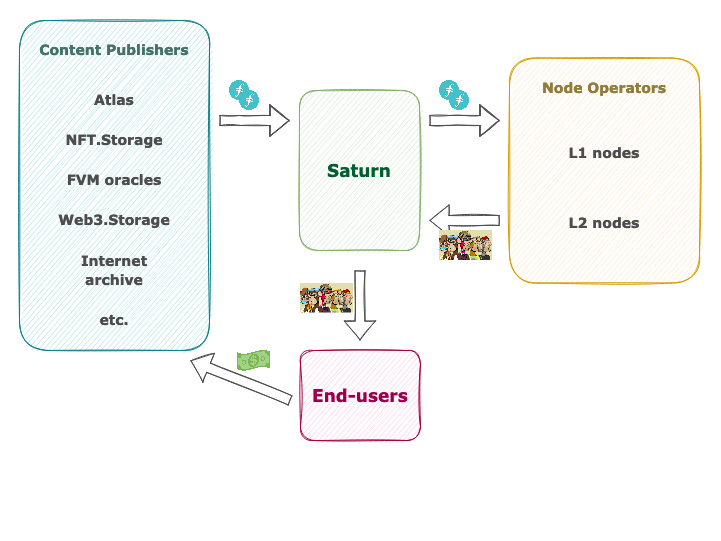 Content Publishers
Atlas
NFT.Storage
FVM oracles
Web3.Storage
Internet
archive
etc.
Saturn
Node Operators
L1 nodes
L2 nodes
End-users